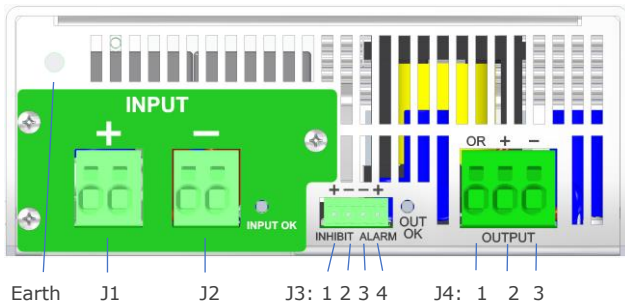 INPUT
+ −
INPUT OK
OR + −
+ − − +
OUT
OK
INHIBIT ALARM
OUTPUT
Earth J1 J2 J3: 1 2 3 4 J4: 1 2 3